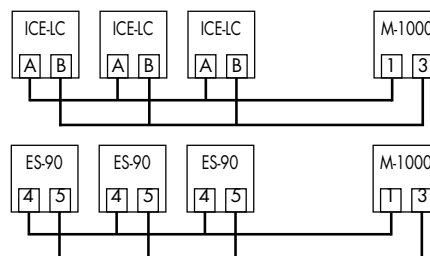 ICE-LC ICE-LC ICE-LC M-1000
A B A B A B 1 3
ES-90 ES-90 ES-90 M-1000
4 5 4 5 4 5 1 3